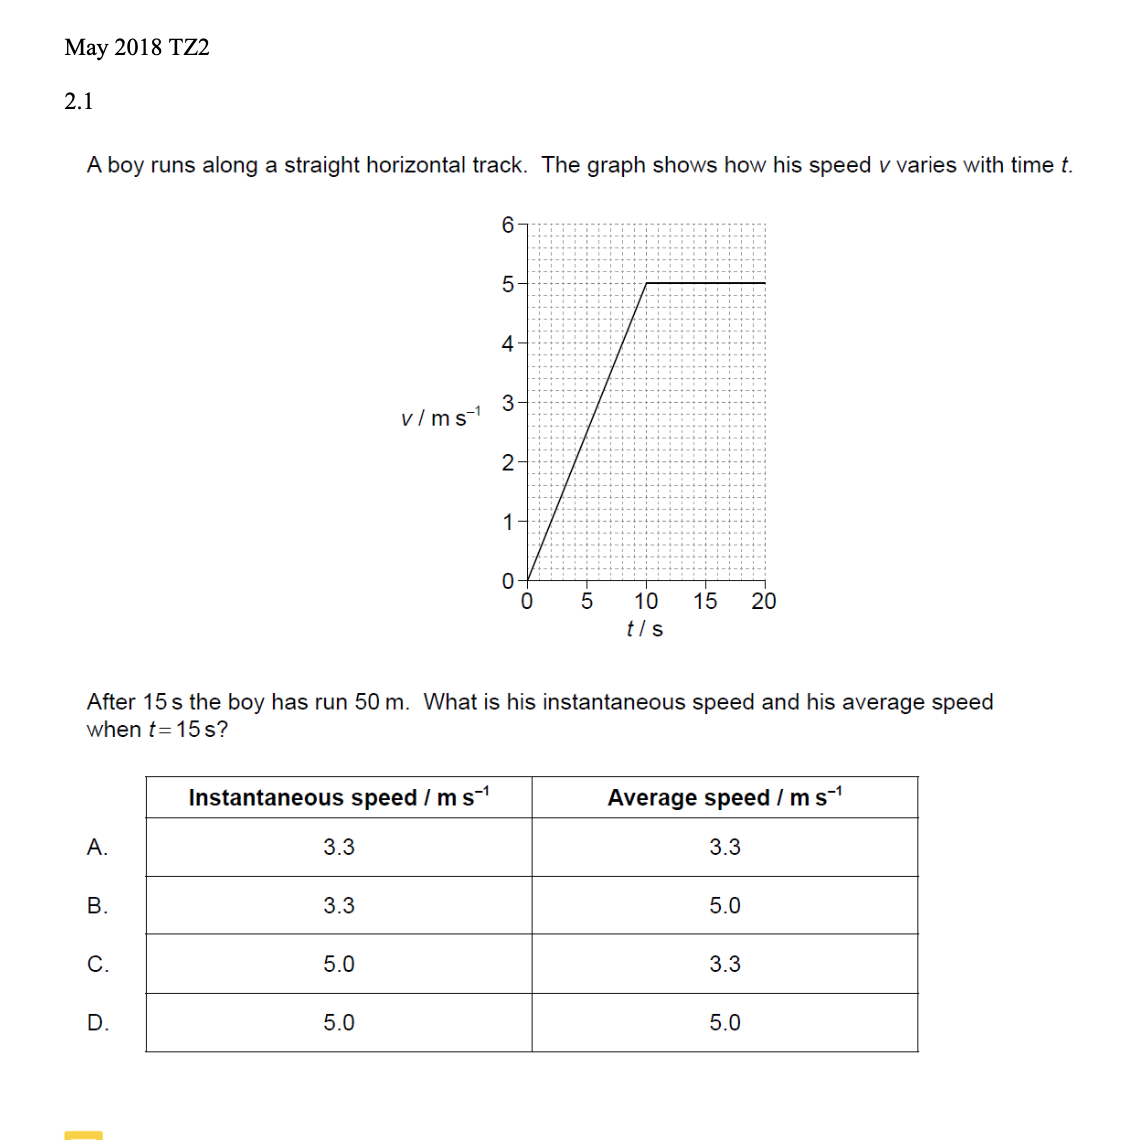 May 2018 TZ2
2.1
A boy runs along a straight horizontal track. The graph shows how his speed v varies with time t.
6
5
4
3
v / m s⁻¹
2
1
0
0 5 10 15 20
t / s
After 15 s the boy has run 50 m. What is his instantaneous speed and his average speed
when t = 15 s?
Instantaneous speed / m s⁻¹ Average speed / m s⁻¹
A. 3.3 3.3
B. 3.3 5.0
C. 5.0 3.3
D. 5.0 5.0